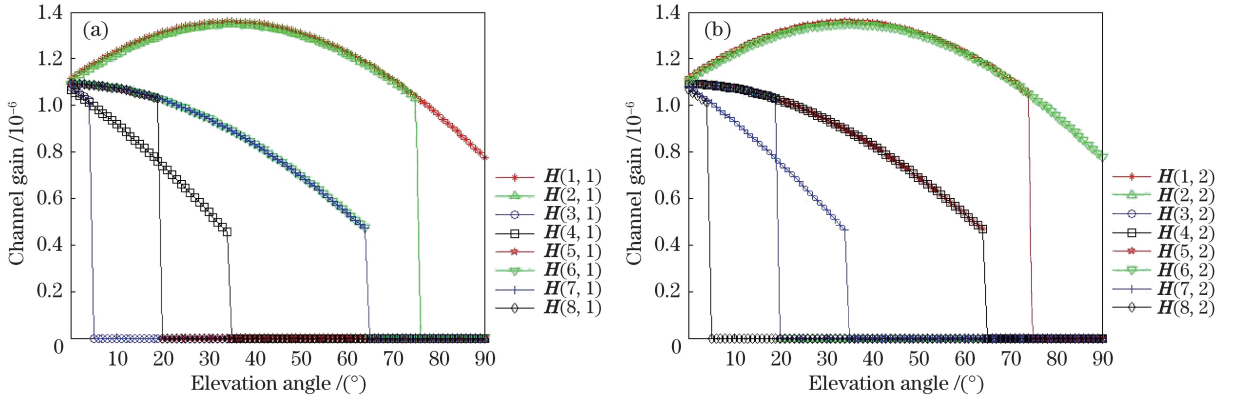 (a)
Channel gain /10⁻⁶
1.4
1.2
1.0
0.8
0.6
0.4
0.2
0
10 20 30 40 50 60 70 80 90
Elevation angle /(°)
H(1, 1)
H(2, 1)
H(3, 1)
H(4, 1)
H(5, 1)
H(6, 1)
H(7, 1)
H(8, 1)
(b)
Channel gain /10⁻⁶
1.4
1.2
1.0
0.8
0.6
0.4
0.2
0
10 20 30 40 50 60 70 80 90
Elevation angle /(°)
H(1, 2)
H(2, 2)
H(3, 2)
H(4, 2)
H(5, 2)
H(6, 2)
H(7, 2)
H(8, 2)